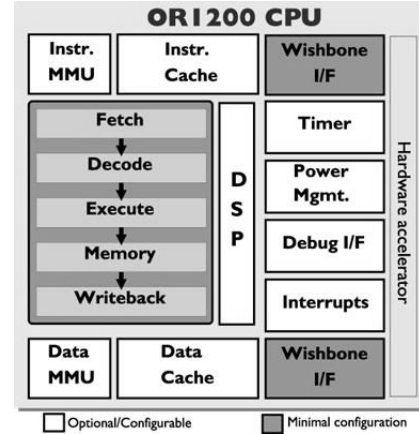 OR1200 CPU
Instr.
MMU
Instr.
Cache
Wishbone
I/F
Fetch
Decode
Execute
Memory
Writeback
D
S
P
Timer
Power
Mgmt.
Debug I/F
Interrupts
Hardware accelerator
Data
MMU
Data
Cache
Wishbone
I/F
Optional/Configurable
Minimal configuration